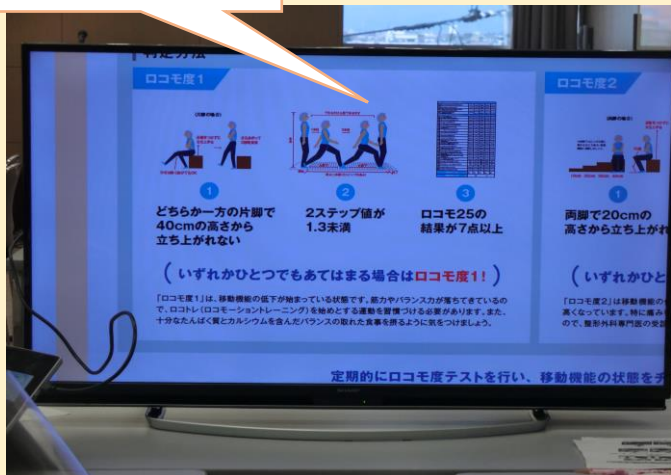 判定方法
ロコモ度1
1
どちらか一方の片脚で
40cmの高さから
立ち上がれない
2
2ステップ値が
1.3未満
3
ロコモ25の
結果が7点以上
(いずれかひとつでもあてはまる場合はロコモ度1!)
「ロコモ度1」は、移動機能の低下が始まっている状態です。筋力やバランス力が落ちてきているの
で、ロコトレ(ロコモーショントレーニング)を始めとする運動を習慣づける必要があります。また、
十分なたんぱく質とカルシウムを含んだバランスの取れた食事を摂るように気をつけましょう。
ロコモ度2
1
両脚で20cmの
高さから立ち上がれ
(いずれかひと
「ロコモ度2」は移動機能の
高くなっています。特に痛み
ので、整形外科専門医の受診
定期的にロコモ度テストを行い、移動機能の状態をチ